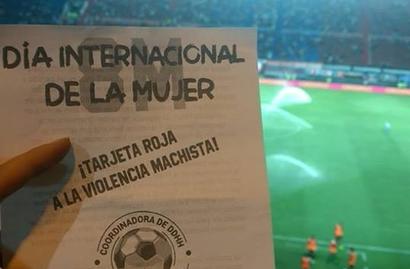 DÍA INTERNACIONAL
8M
DE LA MUJER
¡TARJETA ROJA
A LA VIOLENCIA MACHISTA!
COORDINADORA DE DDHH